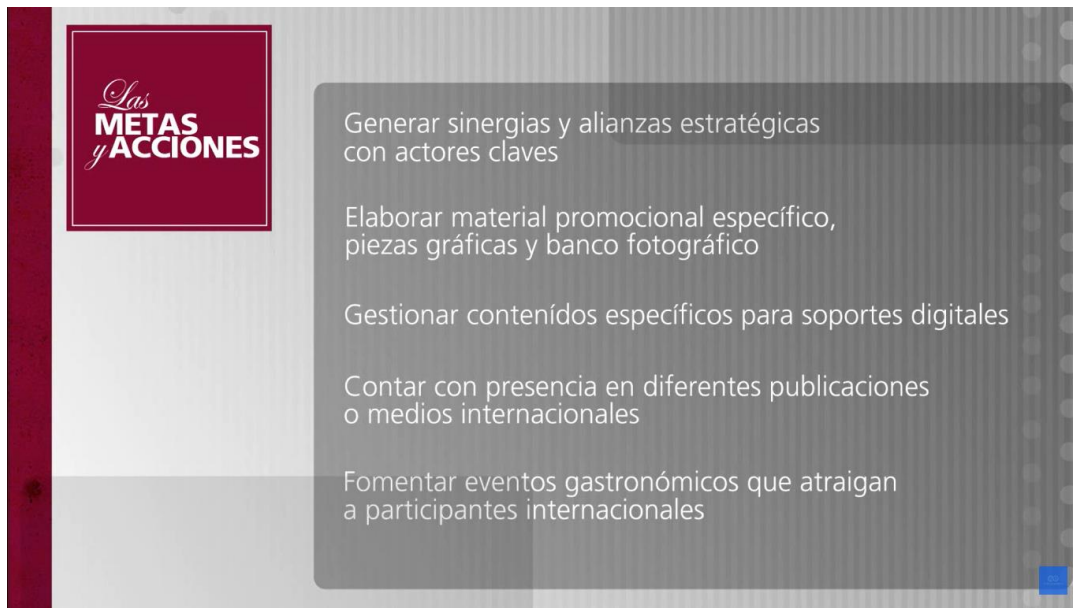 Las
METAS
y ACCIONES
Generar sinergias y alianzas estratégicas
con actores claves
Elaborar material promocional específico,
piezas gráficas y banco fotográfico
Gestionar contenídos específicos para soportes digitales
Contar con presencia en diferentes publicaciones
o medios internacionales
Fomentar eventos gastronómicos que atraigan
a participantes internacionales